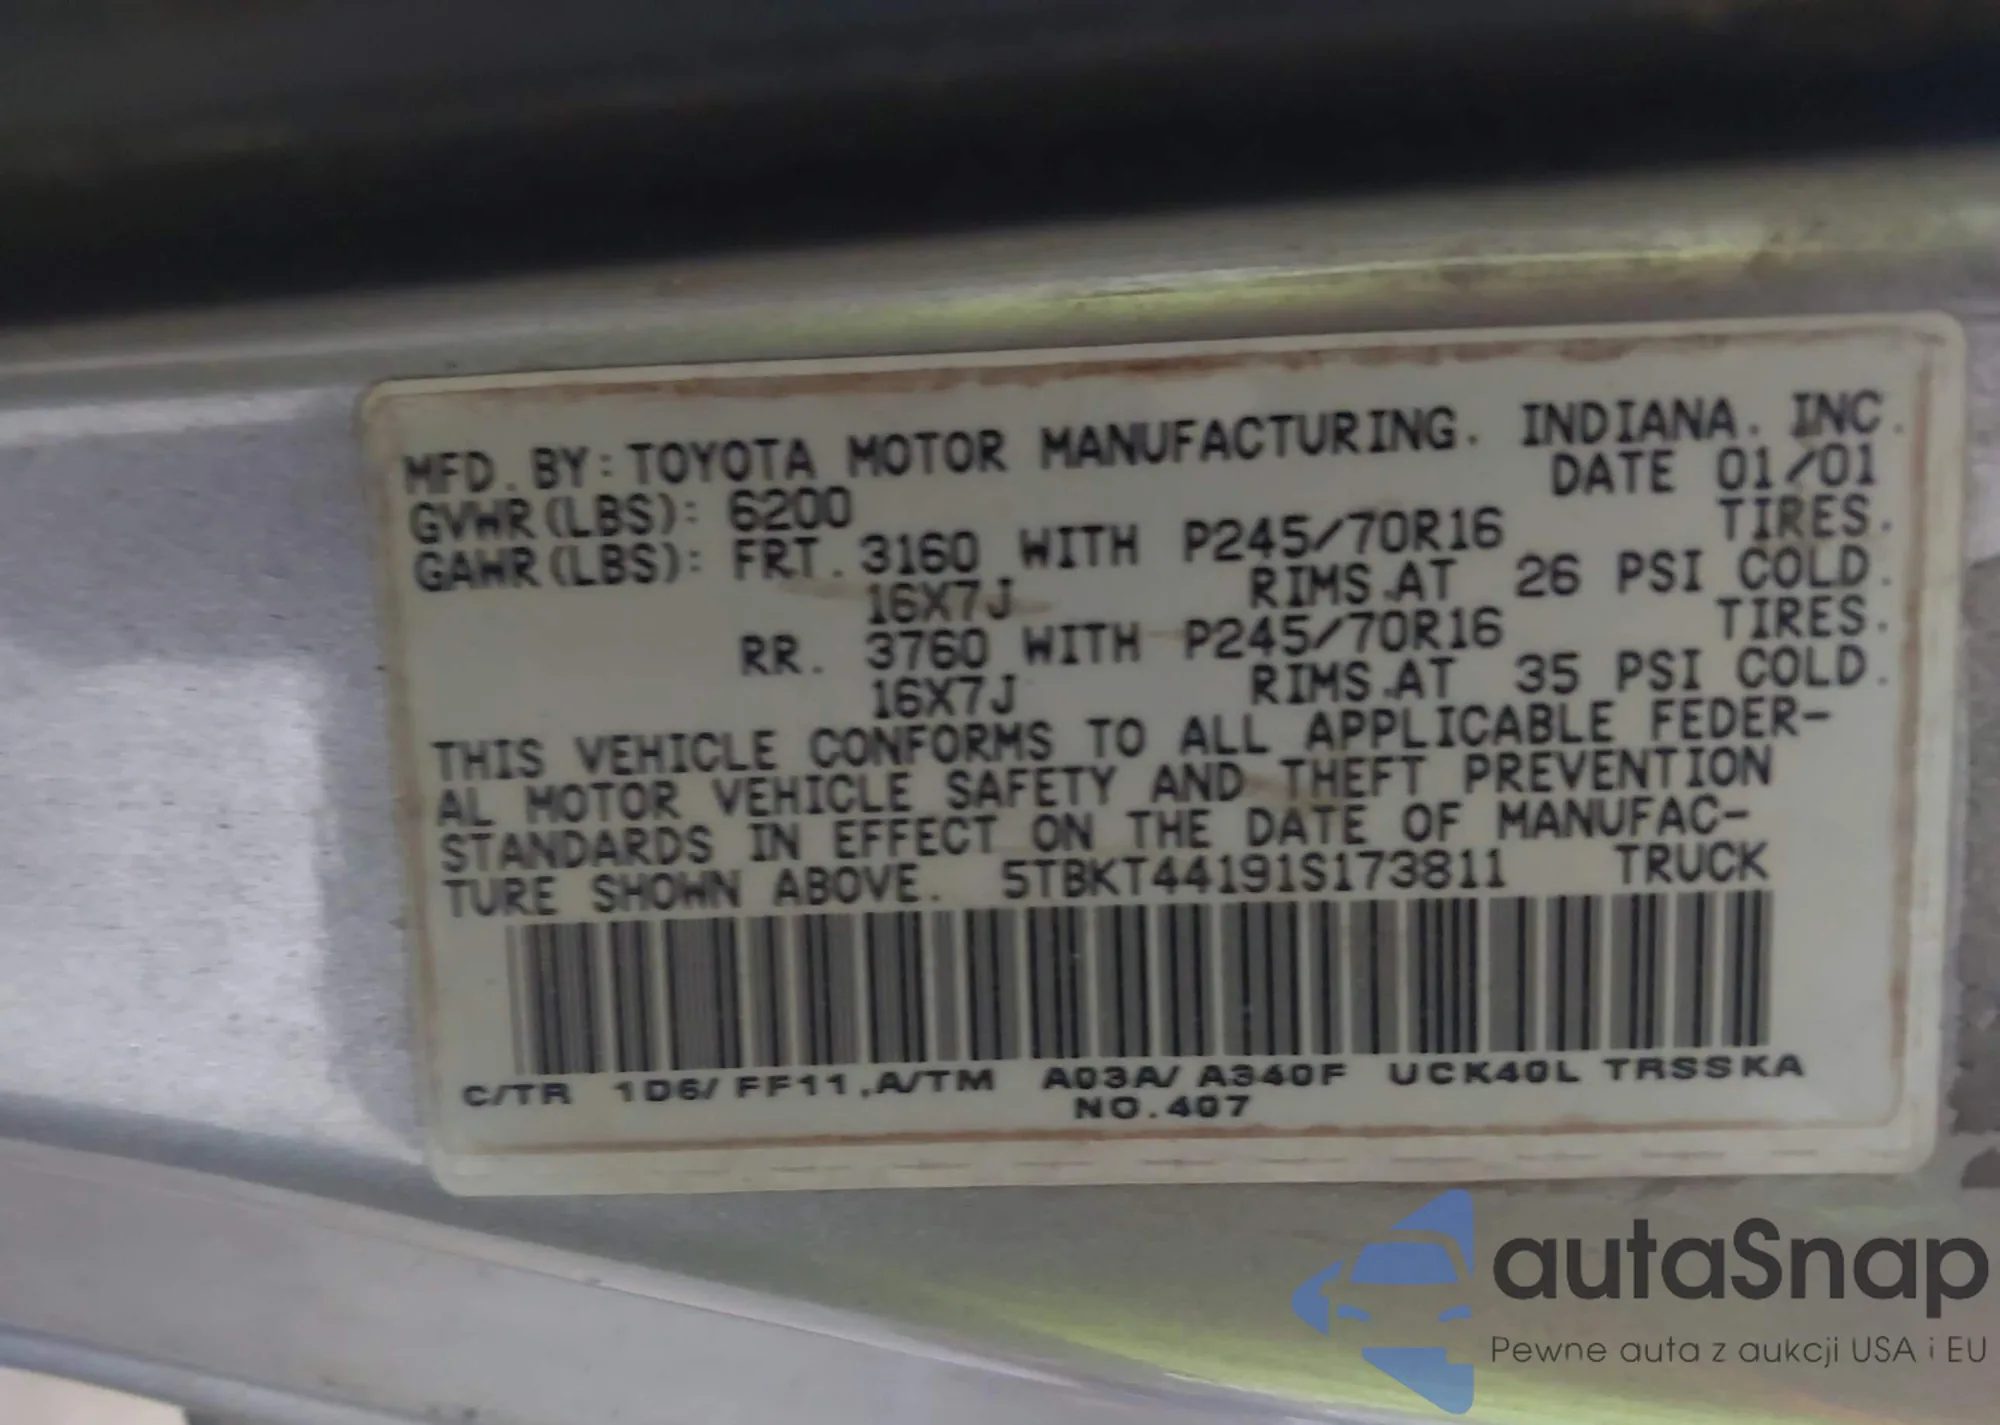 MFD. BY: TOYOTA MOTOR MANUFACTURING. INDIANA. INC.
DATE 01/01
GVWR(LBS): 6200
GAWR(LBS): FRT. 3160 WITH P245/70R16 TIRES.
16X7J RIMS.AT 26 PSI COLD.
RR. 3760 WITH P245/70R16 TIRES.
16X7J RIMS.AT 35 PSI COLD.
THIS VEHICLE CONFORMS TO ALL APPLICABLE FEDER-
AL MOTOR VEHICLE SAFETY AND THEFT PREVENTION
STANDARDS IN EFFECT ON THE DATE OF MANUFAC-
TURE SHOWN ABOVE. 5TBKT44191S173811 TRUCK
C/TR 1D6/FF11,A/TM A03A/A340F UCK40L TRSSKA
NO.407
autaSnap
Pewne auta z aukcji USA i EU